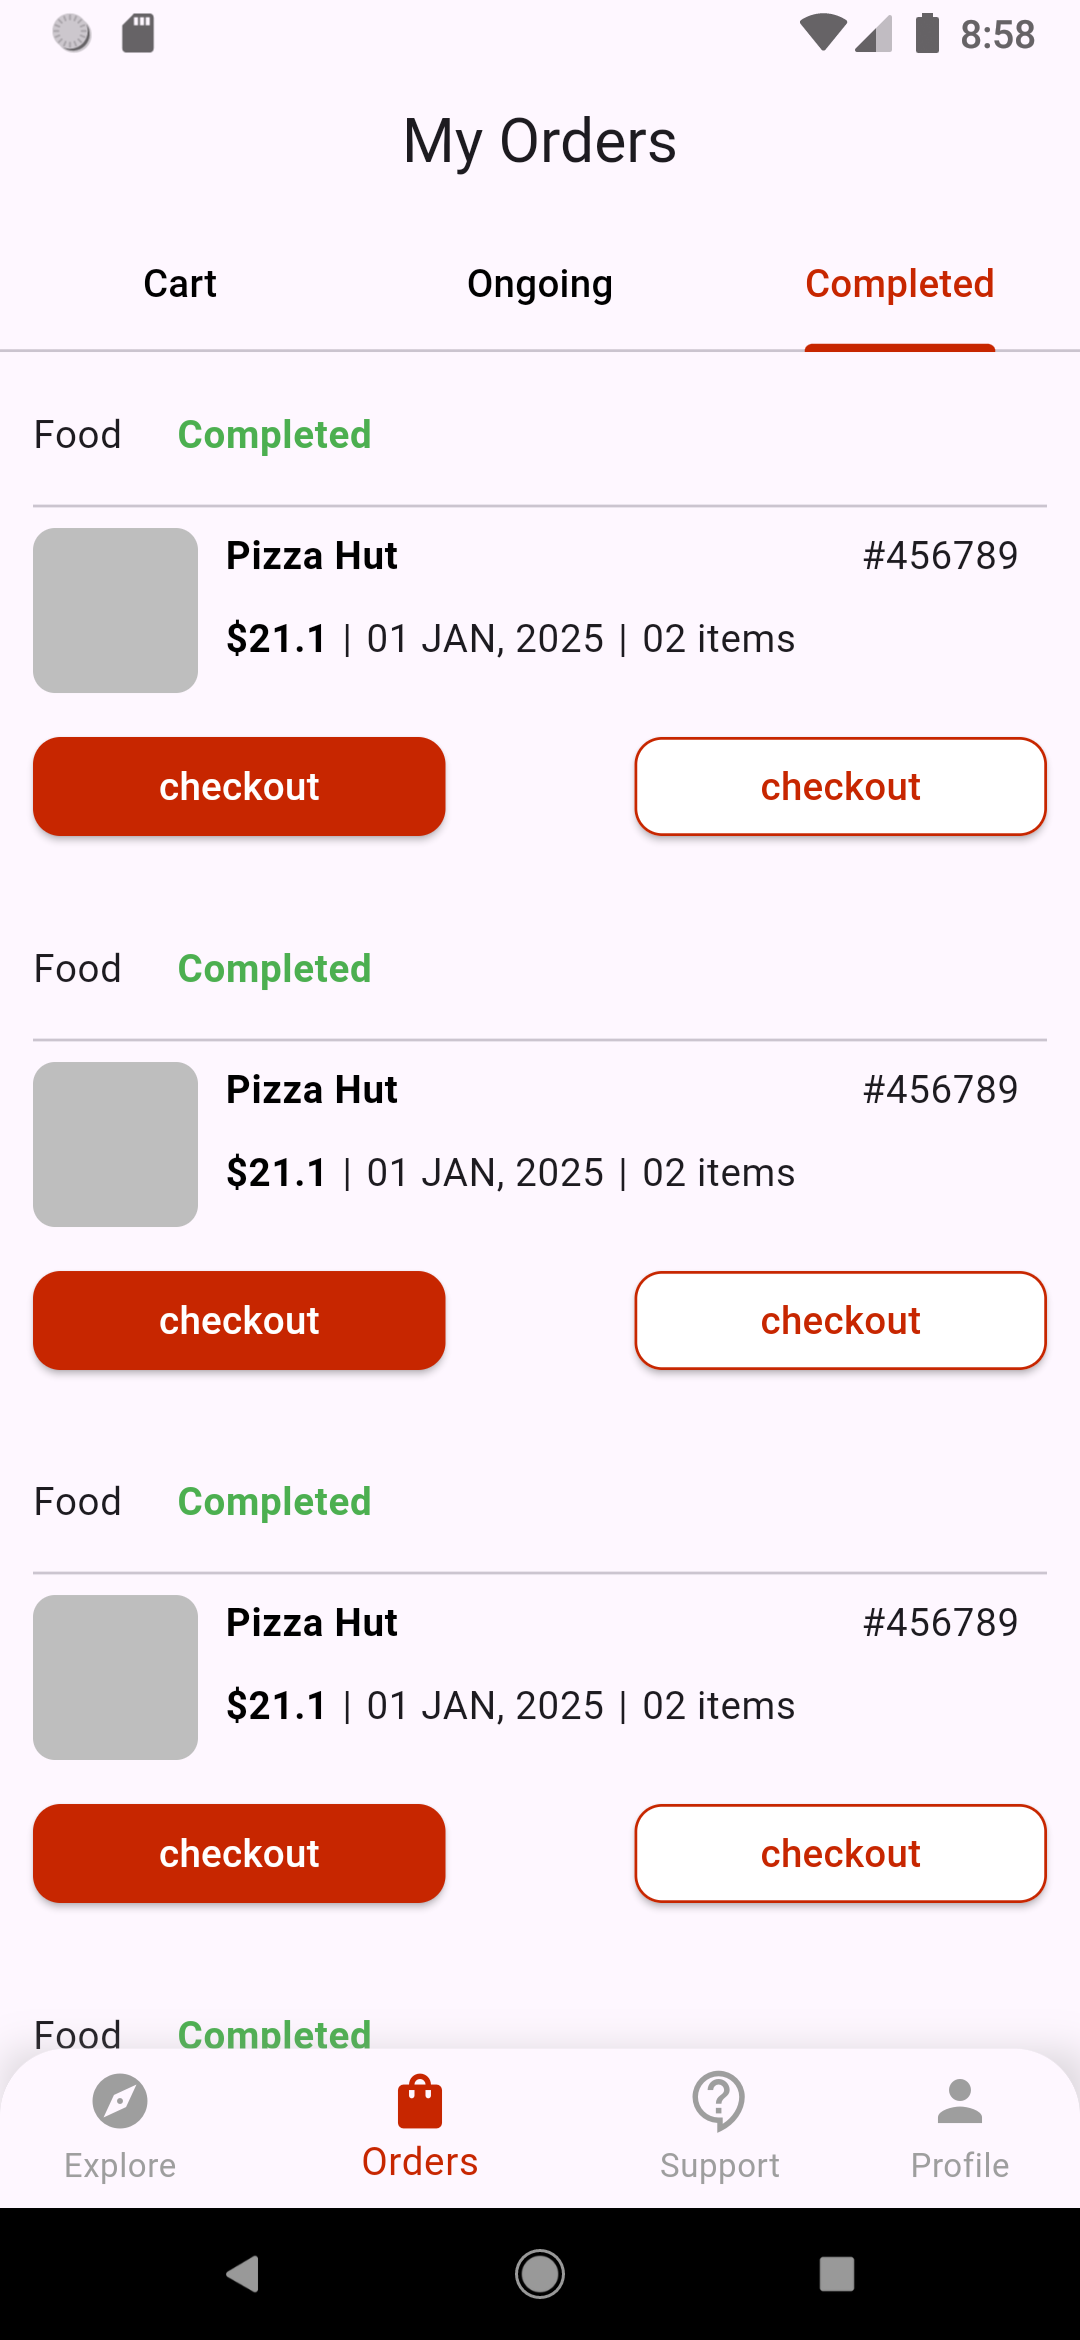 8:58
My Orders
Cart Ongoing Completed
Food Completed
Pizza Hut #456789
$21.1 | 01 JAN, 2025 | 02 items
checkout checkout
Food Completed
Pizza Hut #456789
$21.1 | 01 JAN, 2025 | 02 items
checkout checkout
Food Completed
Pizza Hut #456789
$21.1 | 01 JAN, 2025 | 02 items
checkout checkout
Food Completed
Explore Orders Support Profile